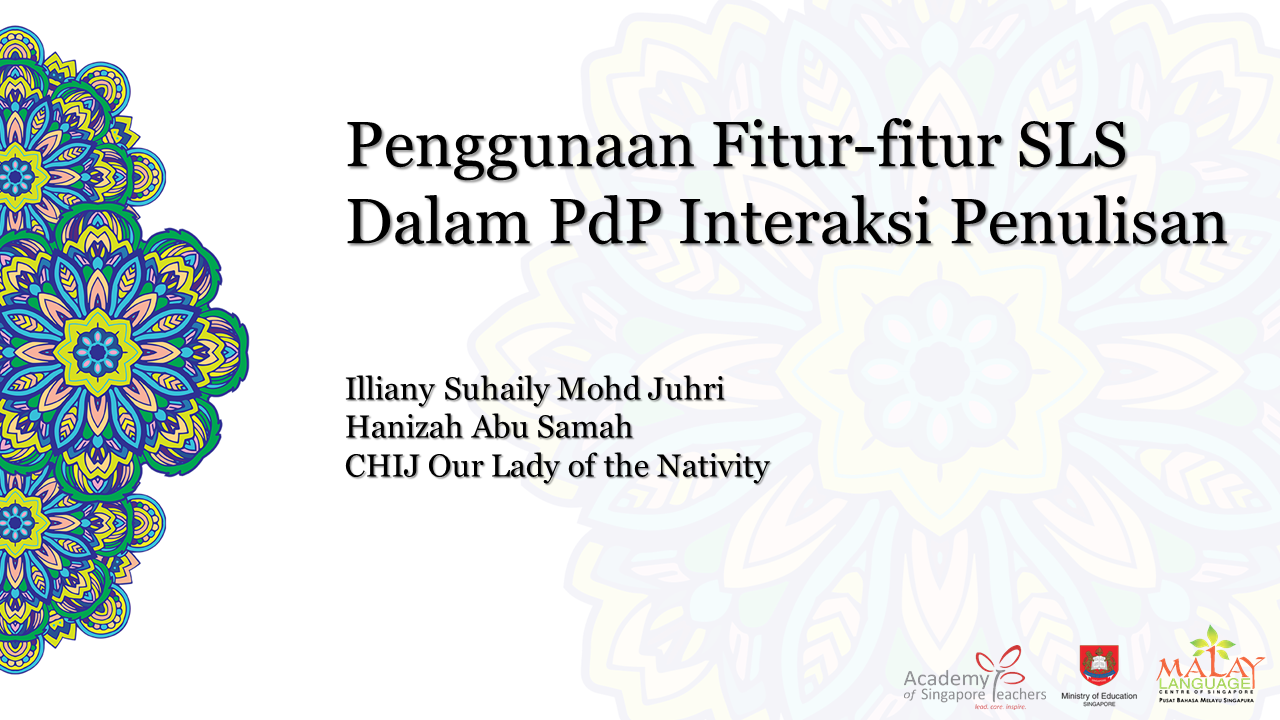 Penggunaan Fitur-fitur SLS
Dalam PdP Interaksi Penulisan
Illiany Suhaily Mohd Juhri
Hanizah Abu Samah
CHIJ Our Lady of the Nativity
Academy
of Singapore Teachers
lead. care. inspire.
Ministry of Education
SINGAPORE
MALAY
LANGUAGE
CENTRE OF SINGAPORE
PUSAT BAHASA MELAYU SINGAPURA